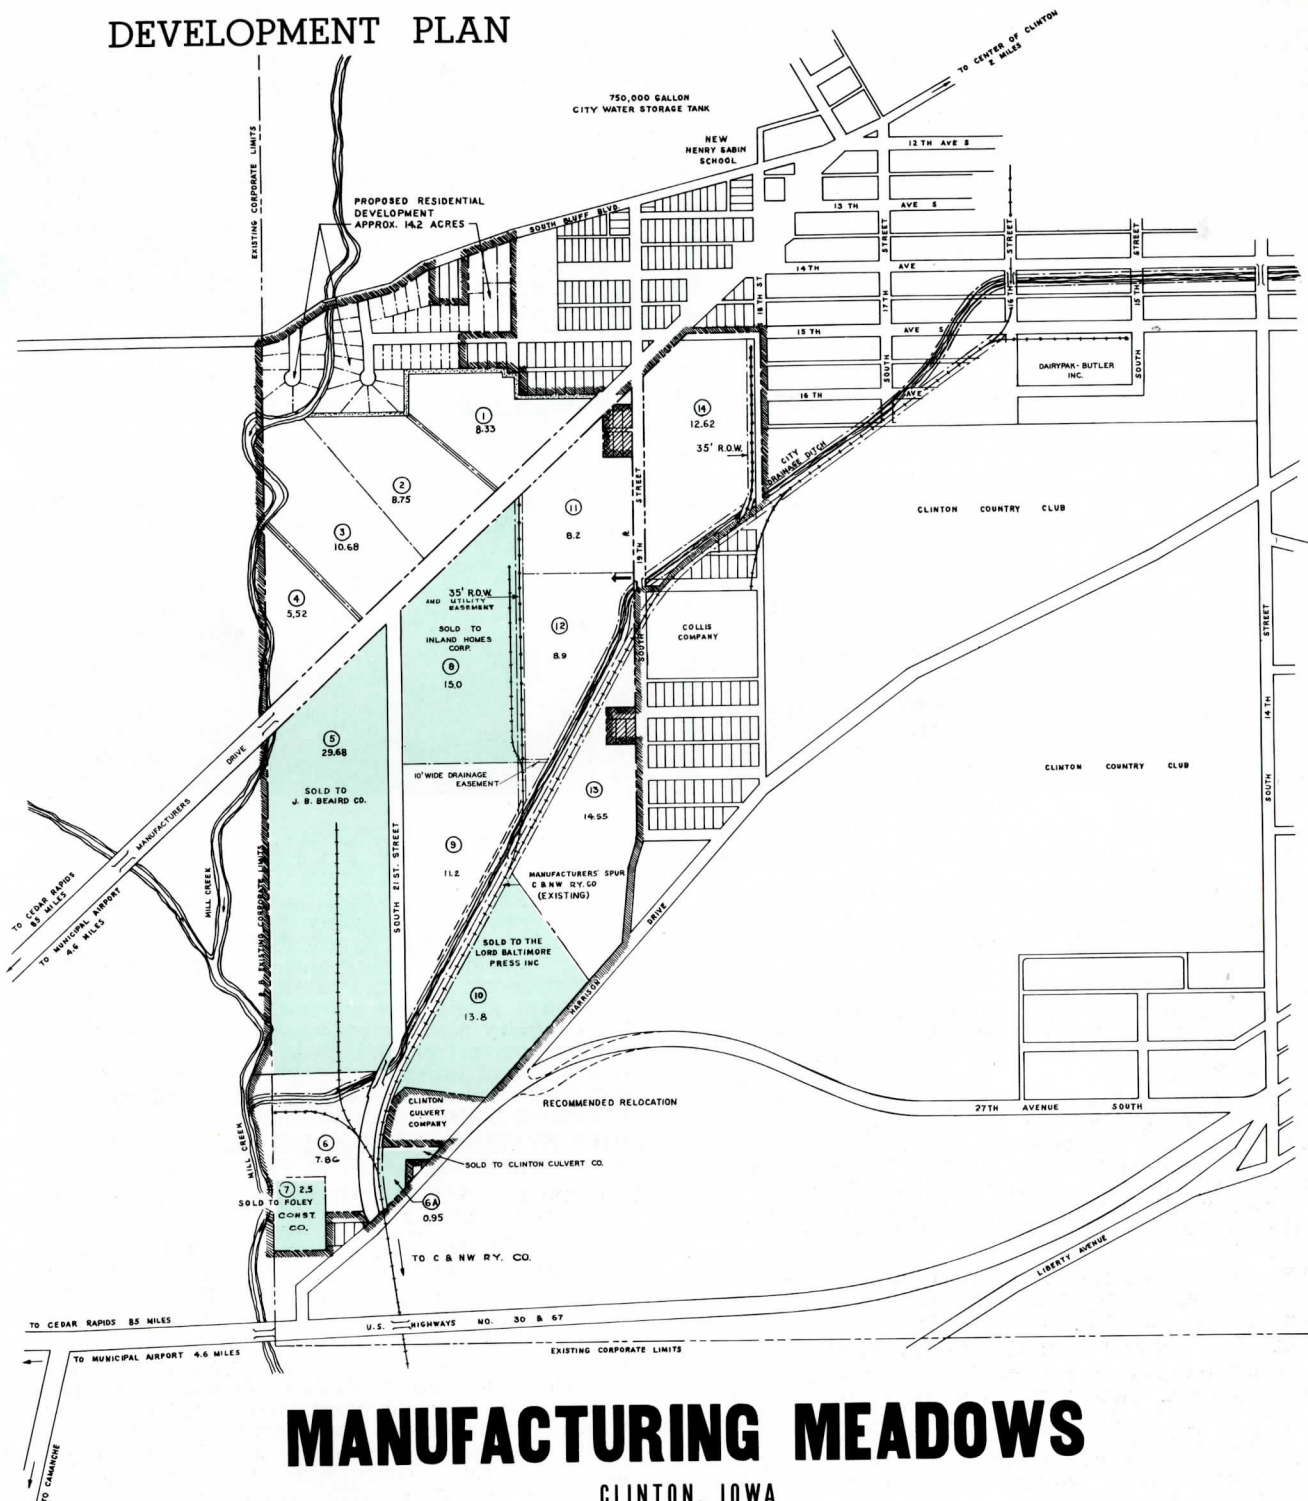 DEVELOPMENT PLAN
TO CENTER OF CLINTON
2 MILES
750,000 GALLON
CITY WATER STORAGE TANK
NEW
HENRY SABIN
SCHOOL
12 TH AVE S
EXISTING CORPORATE LIMITS
PROPOSED RESIDENTIAL
DEVELOPMENT
APPROX. 14.2 ACRES
SOUTH BLUFF BLVD.
13 TH AVE S
STREET
STREET
STREET
14 TH AVE
18 TH ST
17 TH
16 TH
15 TH
15 TH AVE S
SOUTH
SOUTH
DAIRYPAK-BUTLER
INC.
16 TH AVE
1
8.33
14
12.62
35' R.O.W.
CITY
DRAINAGE DITCH
2
8.75
11
8.2
STREET
19 TH
SOUTH
CLINTON COUNTRY CLUB
3
10.68
4
5.52
35' R.O.W.
AND UTILITY
EASEMENT
SOLD TO
INLAND HOMES
CORP.
8
15.0
12
8.9
COLLIS
COMPANY
STREET
14 TH
SOUTH
5
29.68
SOLD TO
J. B. BEAIRD CO.
MANUFACTURERS DRIVE
10' WIDE DRAINAGE
EASEMENT
13
14.55
CLINTON COUNTRY CLUB
9
11.2
SOUTH 21 ST. STREET
MILL CREEK
EXISTING CORPORATE LIMITS
MANUFACTURERS' SPUR
C & NW RY. CO
(EXISTING)
TO CEDAR RAPIDS
85 MILES
TO MUNICIPAL AIRPORT
4.6 MILES
HARRISON DRIVE
SOLD TO THE
LORD BALTIMORE
PRESS INC
10
13.8
CLINTON
CULVERT
COMPANY
RECOMMENDED RELOCATION
27TH AVENUE SOUTH
MILL CREEK
6
7.86
SOLD TO CLINTON CULVERT CO.
7 2.5
SOLD TO FOLEY
CONST.
CO.
6A
0.95
TO C & NW RY. CO.
LIBERTY AVENUE
TO CEDAR RAPIDS 85 MILES
U.S. HIGHWAYS NO. 30 & 67
TO MUNICIPAL AIRPORT 4.6 MILES
EXISTING CORPORATE LIMITS
TO CAMANCHE
MANUFACTURING MEADOWS
CLINTON, IOWA